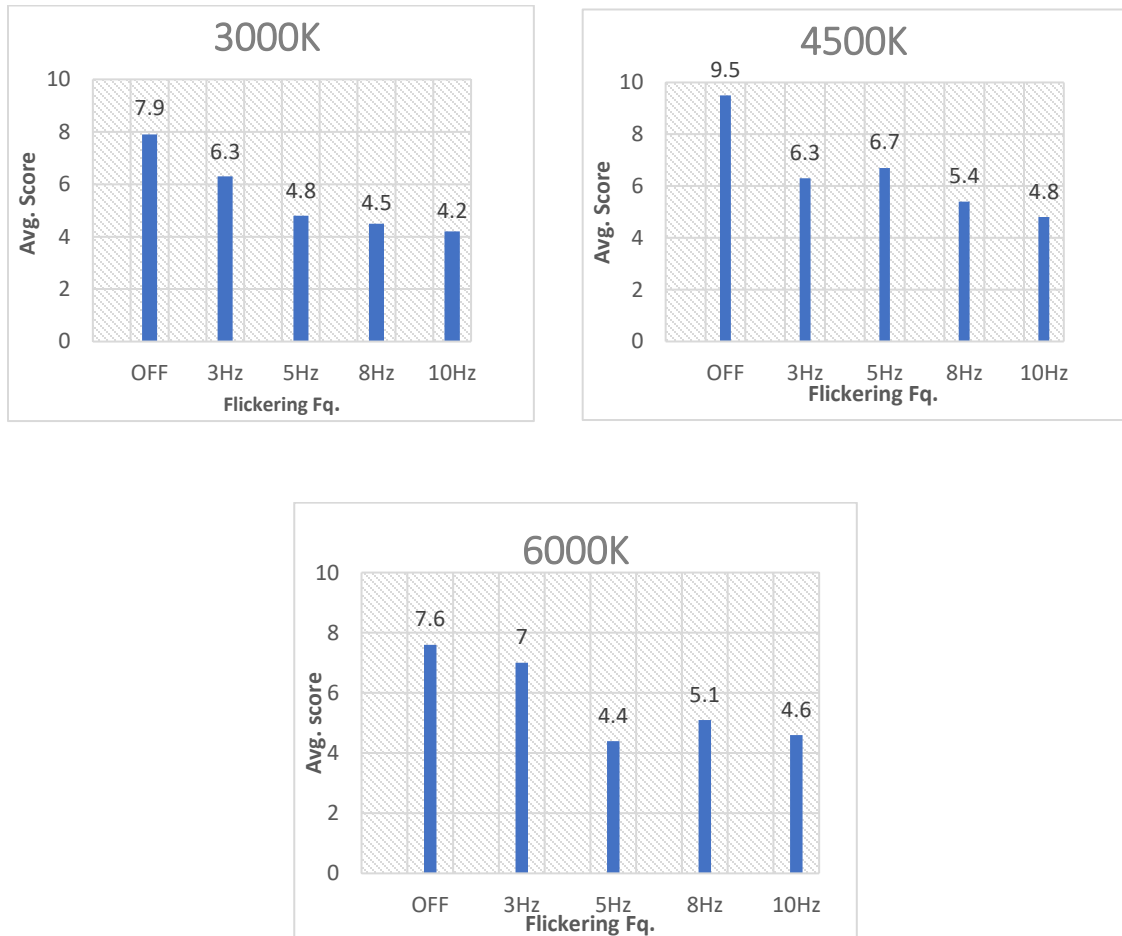 3000K
10
8
6
4
2
0
Avg. Score
7.9
6.3
4.8
4.5
4.2
OFF 3Hz 5Hz 8Hz 10Hz
Flickering Fq.
4500K
10
8
6
4
2
0
Avg. Score
9.5
6.3
6.7
5.4
4.8
OFF 3Hz 5Hz 8Hz 10Hz
Flickering Fq.
6000K
10
8
6
4
2
0
Avg. score
7.6
7
4.4
5.1
4.6
OFF 3Hz 5Hz 8Hz 10Hz
Flickering Fq.